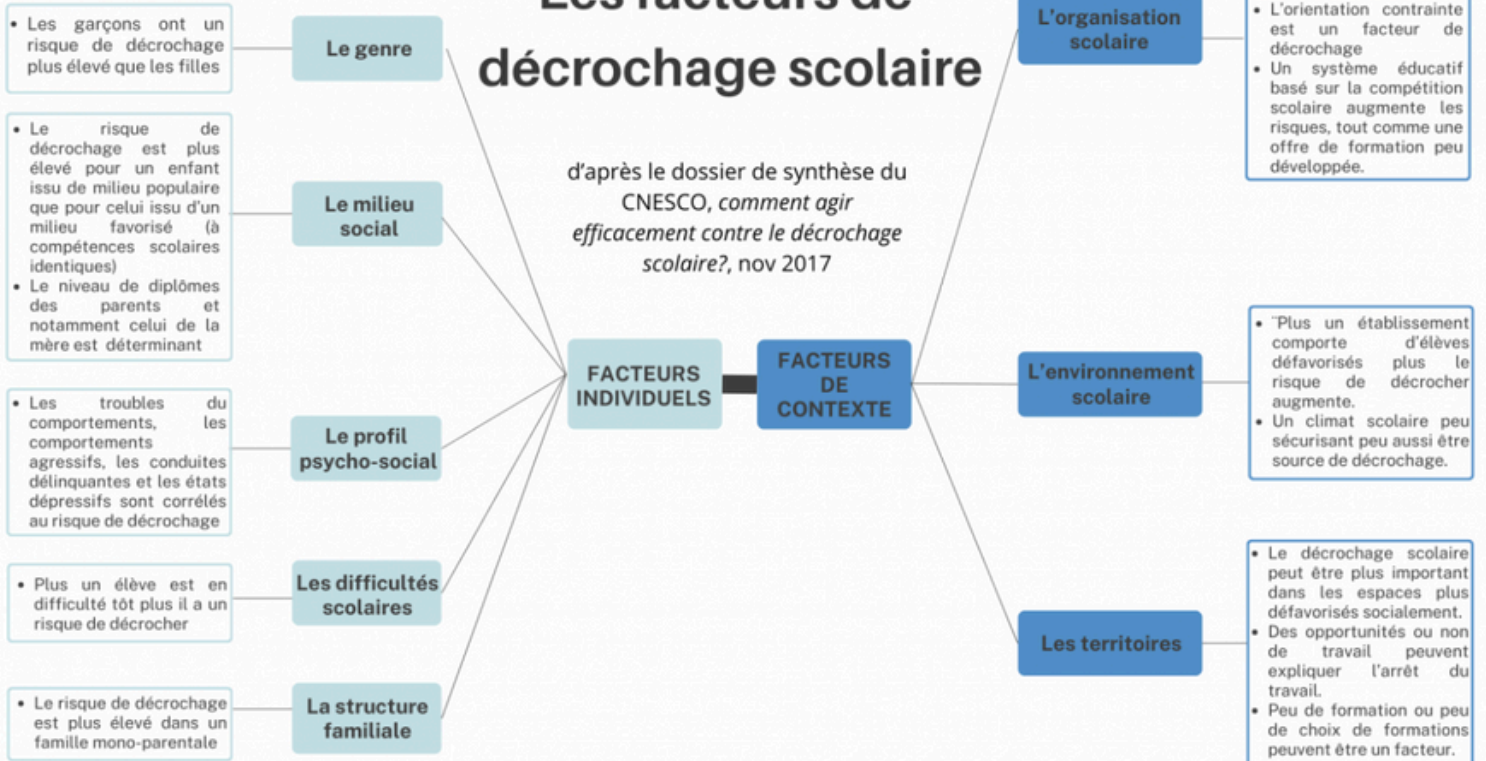 Les facteurs de
décrochage scolaire
d'après le dossier de synthèse du
CNESCO, comment agir
efficacement contre le décrochage
scolaire?, nov 2017
FACTEURS
INDIVIDUELS
Le genre
• Les garçons ont un
risque de décrochage
plus élevé que les filles
Le milieu
social
• Le risque de
décrochage est plus
élevé pour un enfant
issu de milieu populaire
que pour celui issu d'un
milieu favorisé (à
compétences scolaires
identiques)
• Le niveau de diplômes
des parents et
notamment celui de la
mère est déterminant
Le profil
psycho-social
• Les troubles du
comportements, les
comportements
agressifs, les conduites
délinquantes et les états
dépressifs sont corrélés
au risque de décrochage
Les difficultés
scolaires
• Plus un élève est en
difficulté tôt plus il a un
risque de décrocher
La structure
familiale
• Le risque de décrochage
est plus élevé dans un
famille mono-parentale
FACTEURS
DE
CONTEXTE
L'organisation
scolaire
• L'orientation contrainte
est un facteur de
décrochage
• Un système éducatif
basé sur la compétition
scolaire augmente les
risques, tout comme une
offre de formation peu
développée.
L'environnement
scolaire
• ¨Plus un établissement
comporte d'élèves
défavorisés plus le
risque de décrocher
augmente.
• Un climat scolaire peu
sécurisant peu aussi être
source de décrochage.
Les territoires
• Le décrochage scolaire
peut être plus important
dans les espaces plus
défavorisés socialement.
• Des opportunités ou non
de travail peuvent
expliquer l'arrêt du
travail.
• Peu de formation ou peu
de choix de formations
peuvent être un facteur.